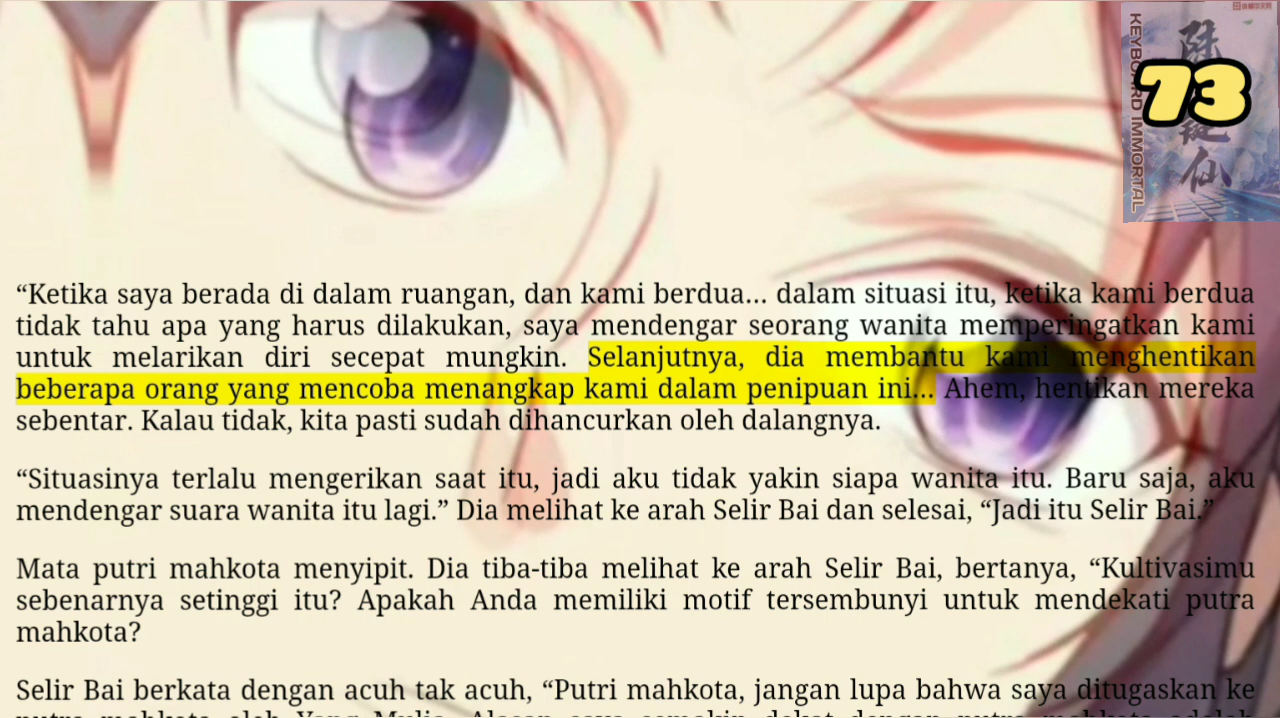 KEYBOARD IMMORTAL
仙
73
“Ketika saya berada di dalam ruangan, dan kami berdua… dalam situasi itu, ketika kami berdua
tidak tahu apa yang harus dilakukan, saya mendengar seorang wanita memperingatkan kami
untuk melarikan diri secepat mungkin. Selanjutnya, dia membantu kami menghentikan
beberapa orang yang mencoba menangkap kami dalam penipuan ini… Ahem, hentikan mereka
sebentar. Kalau tidak, kita pasti sudah dihancurkan oleh dalangnya.
“Situasinya terlalu mengerikan saat itu, jadi aku tidak yakin siapa wanita itu. Baru saja, aku
mendengar suara wanita itu lagi.” Dia melihat ke arah Selir Bai dan selesai, “Jadi itu Selir Bai.”
Mata putri mahkota menyipit. Dia tiba-tiba melihat ke arah Selir Bai, bertanya, “Kultivasimu
sebenarnya setinggi itu? Apakah Anda memiliki motif tersembunyi untuk mendekati putra
mahkota?
Selir Bai berkata dengan acuh tak acuh, “Putri mahkota, jangan lupa bahwa saya ditugaskan ke